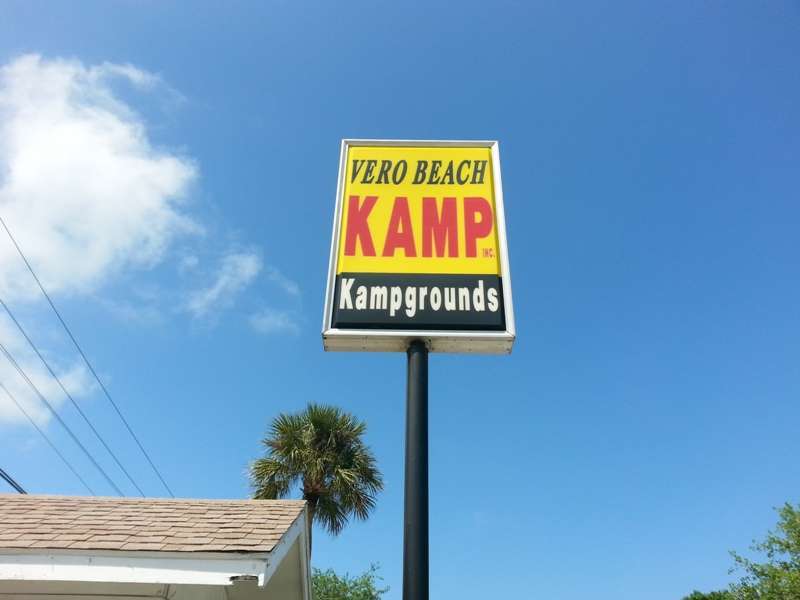 VERO BEACH
KAMP INC.
Kampgrounds